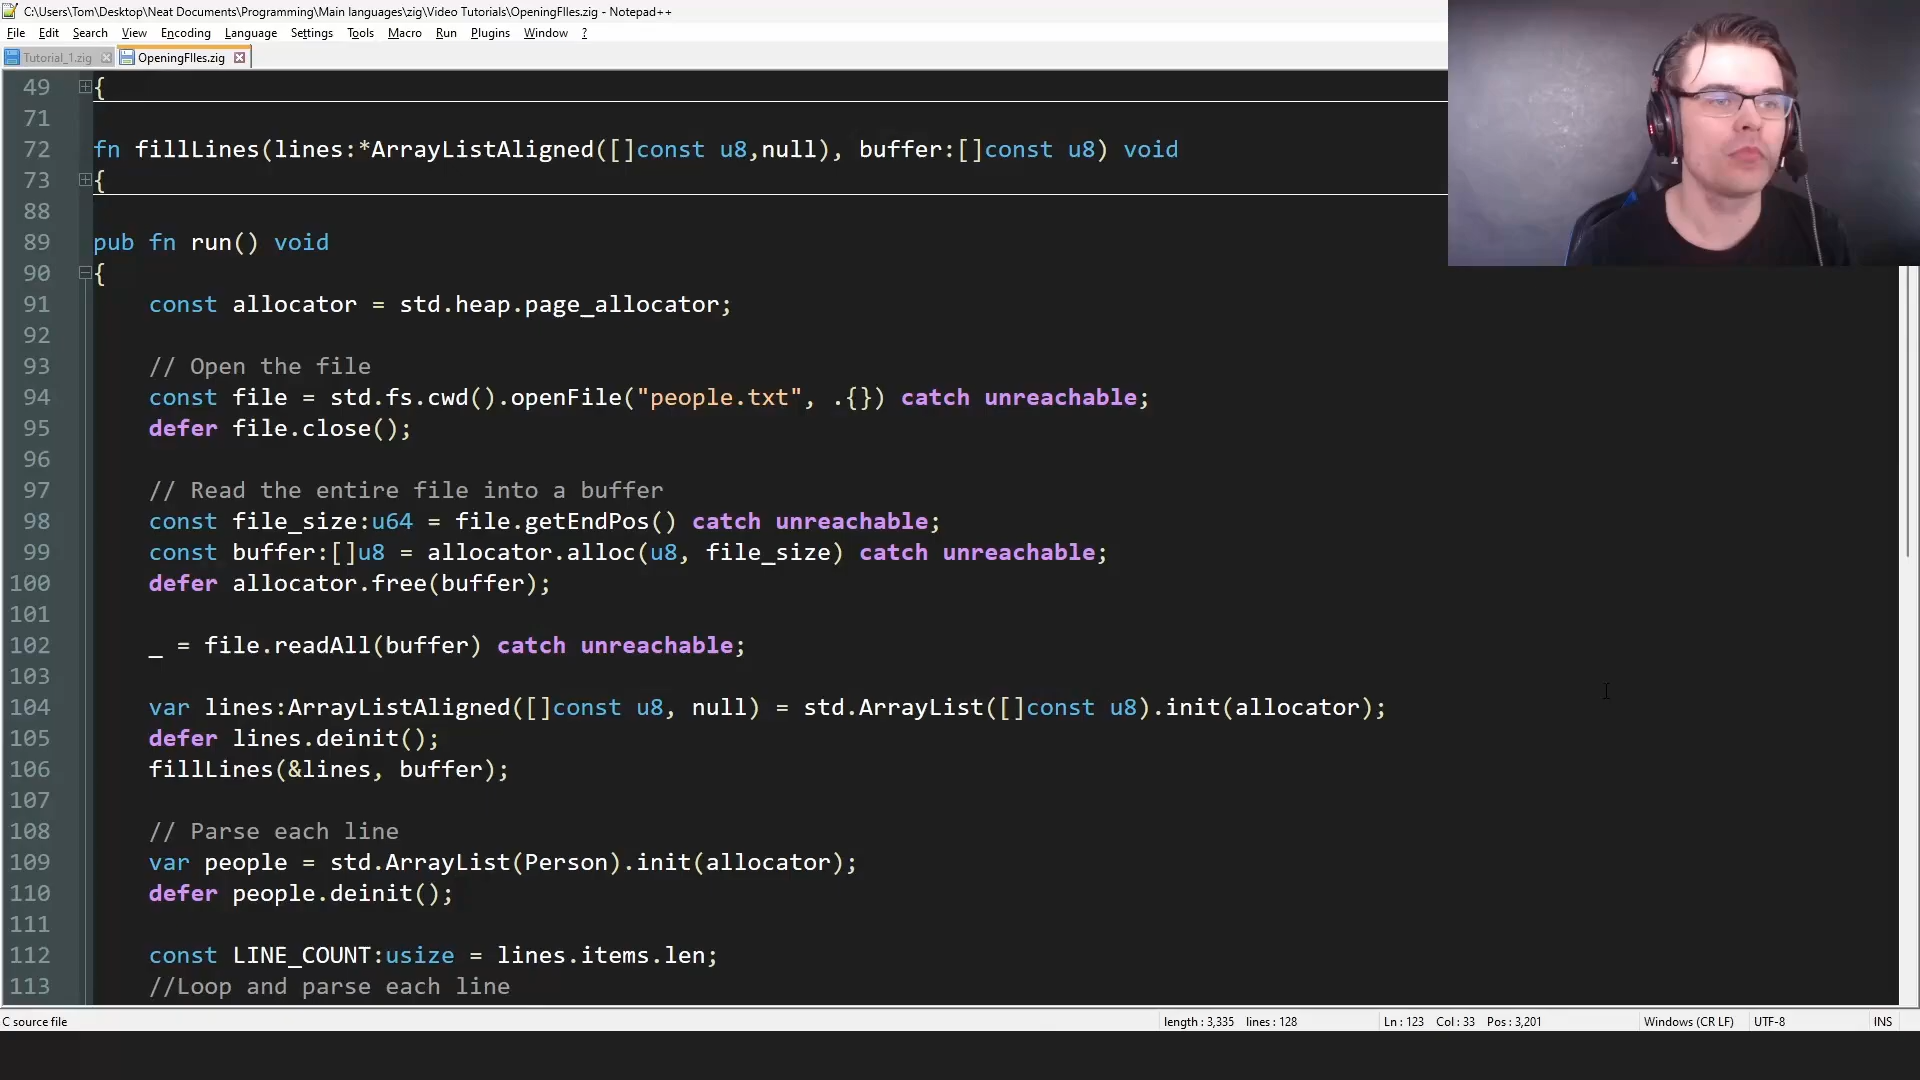 C:\Users\Tom\Desktop\Neat Documents\Programming\Main languages\zig\Video Tutorials\OpeningFIles.zig - Notepad++
File Edit Search View Encoding Language Settings Tools Macro Run Plugins Window ?
Tutorial_1.zig OpeningFIles.zig
49 {
71
72 fn fillLines(lines:*ArrayListAligned([]const u8,null), buffer:[]const u8) void
73 {
88
89 pub fn run() void
90 {
91 const allocator = std.heap.page_allocator;
92
93 // Open the file
94 const file = std.fs.cwd().openFile("people.txt", .{}) catch unreachable;
95 defer file.close();
96
97 // Read the entire file into a buffer
98 const file_size:u64 = file.getEndPos() catch unreachable;
99 const buffer:[]u8 = allocator.alloc(u8, file_size) catch unreachable;
100 defer allocator.free(buffer);
101
102 _ = file.readAll(buffer) catch unreachable;
103
104 var lines:ArrayListAligned([]const u8, null) = std.ArrayList([]const u8).init(allocator);
105 defer lines.deinit();
106 fillLines(&lines, buffer);
107
108 // Parse each line
109 var people = std.ArrayList(Person).init(allocator);
110 defer people.deinit();
111
112 const LINE_COUNT:usize = lines.items.len;
113 //Loop and parse each line
C source file length : 3,335 lines : 128 Ln : 123 Col : 33 Pos : 3,201 Windows (CR LF) UTF-8 INS